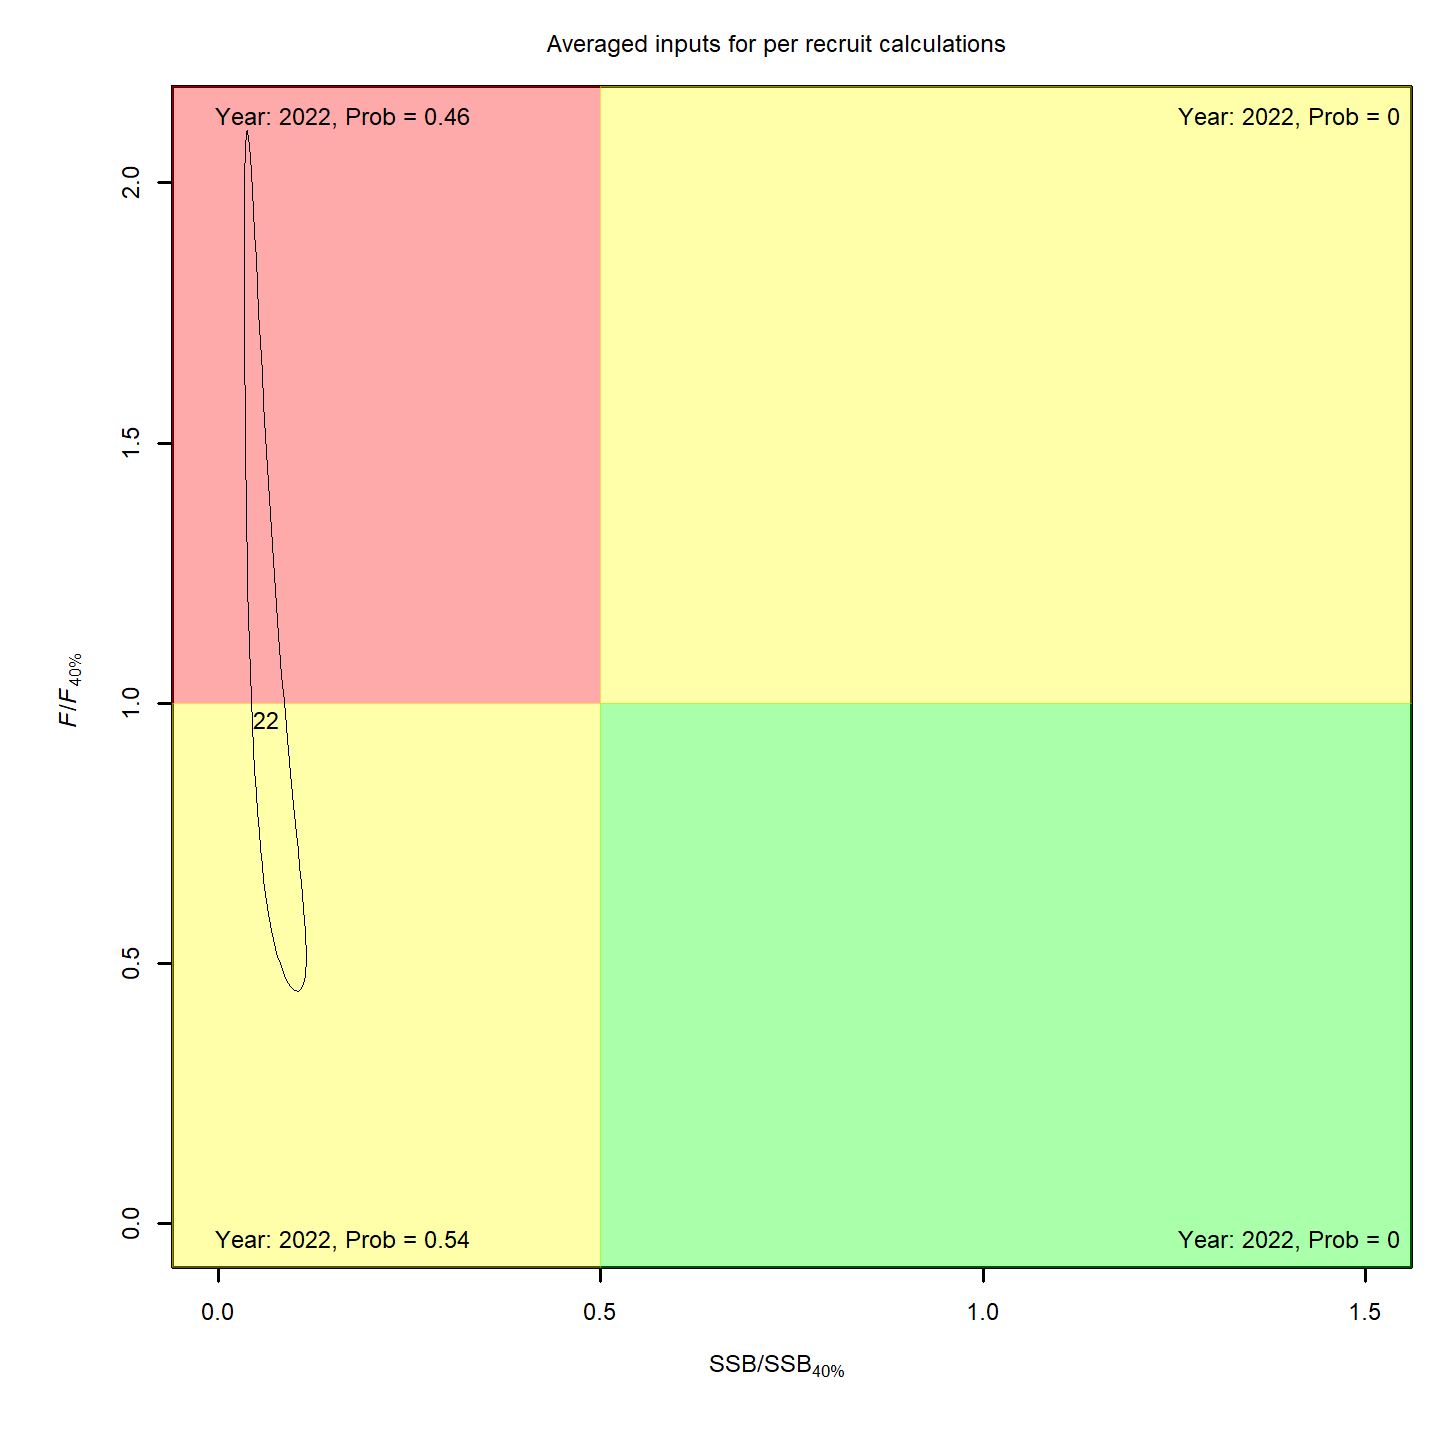 Averaged inputs for per recruit calculations
Year: 2022, Prob = 0.46
Year: 2022, Prob = 0
2.0
1.5
1.0
0.5
0.0
F/F40%
22
Year: 2022, Prob = 0.54
Year: 2022, Prob = 0
0.0
0.5
1.0
1.5
SSB/SSB40%